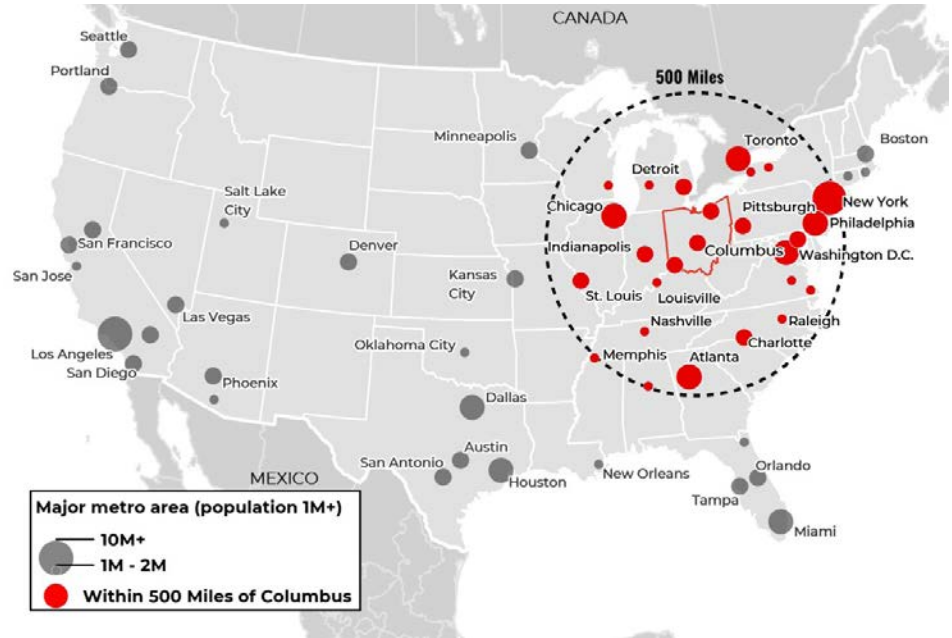 CANADA
Seattle
Portland
500 Miles
Minneapolis
Toronto
Boston
Detroit
Salt Lake
City
Chicago
Pittsburgh
New York
Philadelphia
San Francisco
Denver
Indianapolis
Columbus
Washington D.C.
San Jose
Kansas
City
St. Louis
Louisville
Las Vegas
Nashville
Raleigh
Los Angeles
Oklahoma City
Memphis
Atlanta
Charlotte
San Diego
Phoenix
Dallas
Austin
San Antonio
Houston
New Orleans
Orlando
MEXICO
Tampa
Miami
Major metro area (population 1M+)
10M+
1M - 2M
Within 500 Miles of Columbus